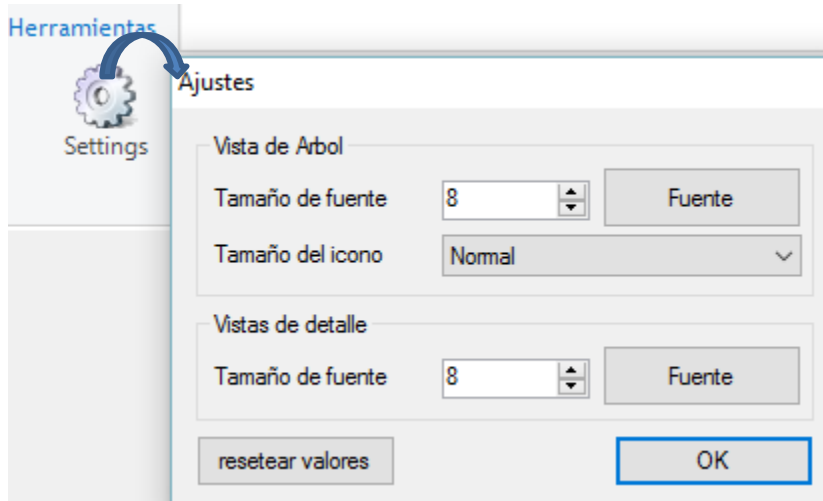 Herramientas
Settings
Ajustes
Vista de Arbol
Tamaño de fuente 8 Fuente
Tamaño del icono Normal
Vistas de detalle
Tamaño de fuente 8 Fuente
resetear valores OK